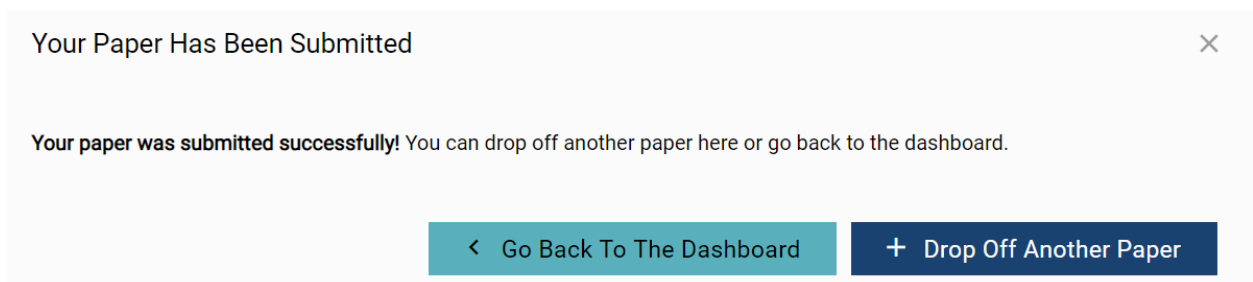 Your Paper Has Been Submitted
Your paper was submitted successfully! You can drop off another paper here or go back to the dashboard.
Go Back To The Dashboard
Drop Off Another Paper